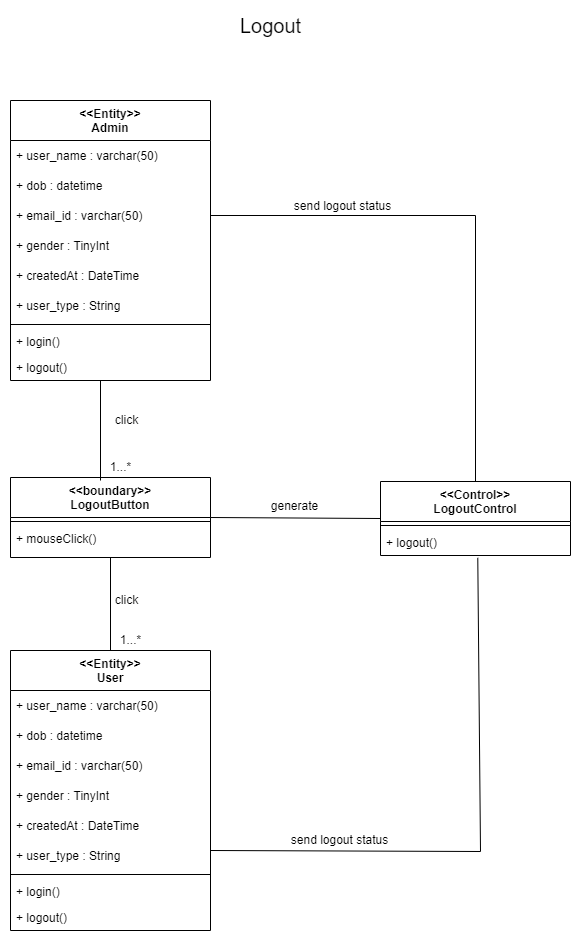 Logout
<<Entity>>
Admin
+ user_name : varchar(50)
+ dob : datetime
+ email_id : varchar(50)
+ gender : TinyInt
+ createdAt : DateTime
+ user_type : String
+ login()
+ logout()
send logout status
click
1...*
<<boundary>>
LogoutButton
+ mouseClick()
generate
<<Control>>
LogoutControl
+ logout()
click
1...*
<<Entity>>
User
+ user_name : varchar(50)
+ dob : datetime
+ email_id : varchar(50)
+ gender : TinyInt
+ createdAt : DateTime
+ user_type : String
+ login()
+ logout()
send logout status